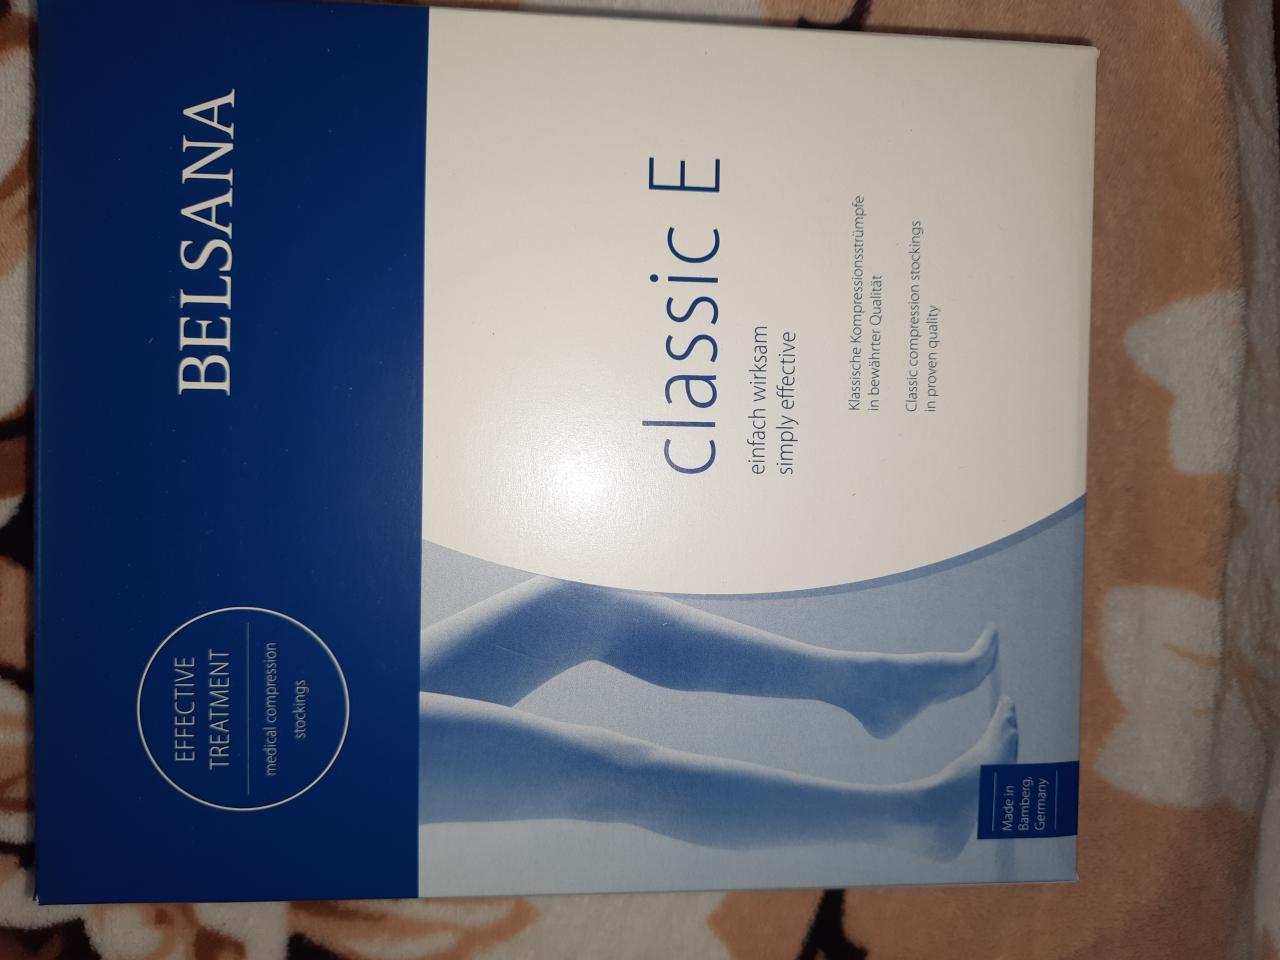 BELSANA
EFFECTIVE
TREATMENT
medical compression
stockings
classic E
einfach wirksam
simply effective
Klassische Kompressionsstrümpfe
in bewährter Qualität
Classic compression stockings
in proven quality
Made in
Bamberg,
Germany